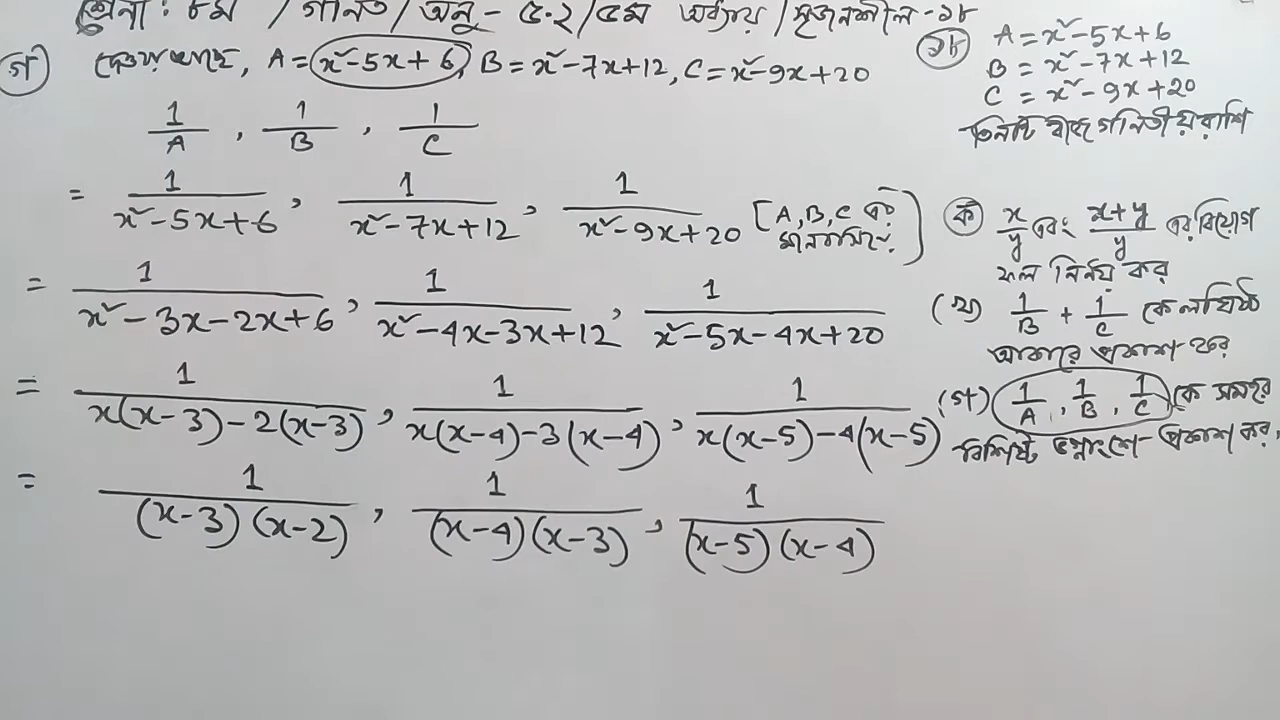 শ্রেনী: ৮ম / গনিত / অনু - ৫.২ / ৫ম অধ্যায় / সৃজনশীল - ১৮
গ) দেওয়া আছে, A = x² - 5x + 6, B = x² - 7x + 12, C = x² - 9x + 20
1/A , 1/B , 1/C
= 1/(x² - 5x + 6) , 1/(x² - 7x + 12) , 1/(x² - 9x + 20) [A, B, C এর
মান বসিয়ে]
= 1/(x² - 3x - 2x + 6) , 1/(x² - 4x - 3x + 12) , 1/(x² - 5x - 4x + 20)
= 1/(x(x-3) - 2(x-3)) , 1/(x(x-4) - 3(x-4)) , 1/(x(x-5) - 4(x-5))
= 1/((x-3)(x-2)) , 1/((x-4)(x-3)) , 1/((x-5)(x-4))
১৮ A = x² - 5x + 6
B = x² - 7x + 12
C = x² - 9x + 20
তিনটি বীজগনিতীয় রাশি
ক x/y এবং (x+y)/y এর বিয়োগ
ফল নির্নয় কর
(খ) 1/B + 1/C কে লঘিষ্ঠ
আকারে প্রকাশ কর
(গ) 1/A , 1/B , 1/C কে সমহর
বিশিষ্ট ভগ্নাংশে প্রকাশ কর।